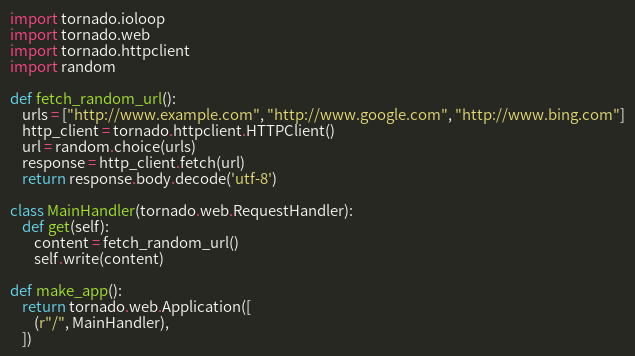 import tornado.ioloop
import tornado.web
import tornado.httpclient
import random

def fetch_random_url():
    urls = ["http://www.example.com", "http://www.google.com", "http://www.bing.com"]
    http_client = tornado.httpclient.HTTPClient()
    url = random.choice(urls)
    response = http_client.fetch(url)
    return response.body.decode('utf-8')

class MainHandler(tornado.web.RequestHandler):
    def get(self):
        content = fetch_random_url()
        self.write(content)

def make_app():
    return tornado.web.Application([
        (r"/", MainHandler),
    ])